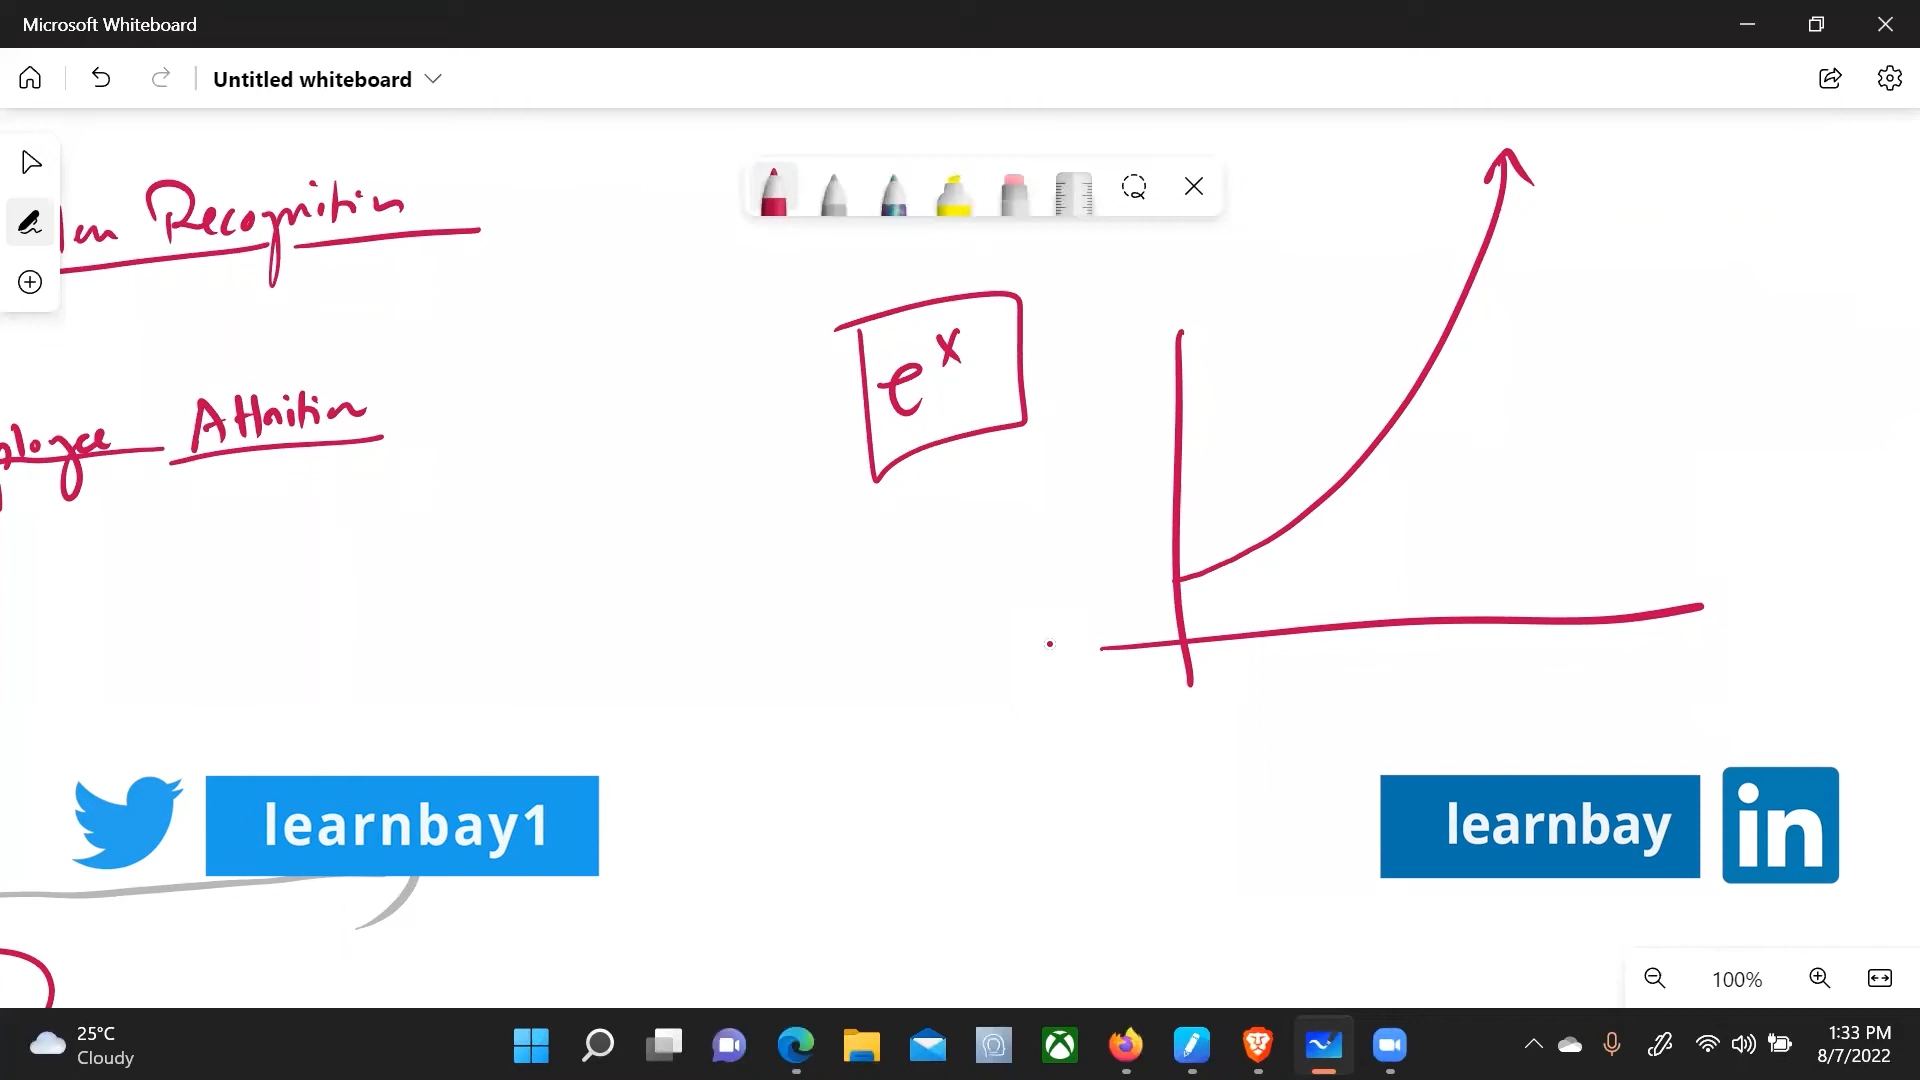 Microsoft Whiteboard
Untitled whiteboard
Recognition
e^x
Attrition
learnbay1
learnbay
in
100%
25°C
Cloudy
1:33 PM
8/7/2022